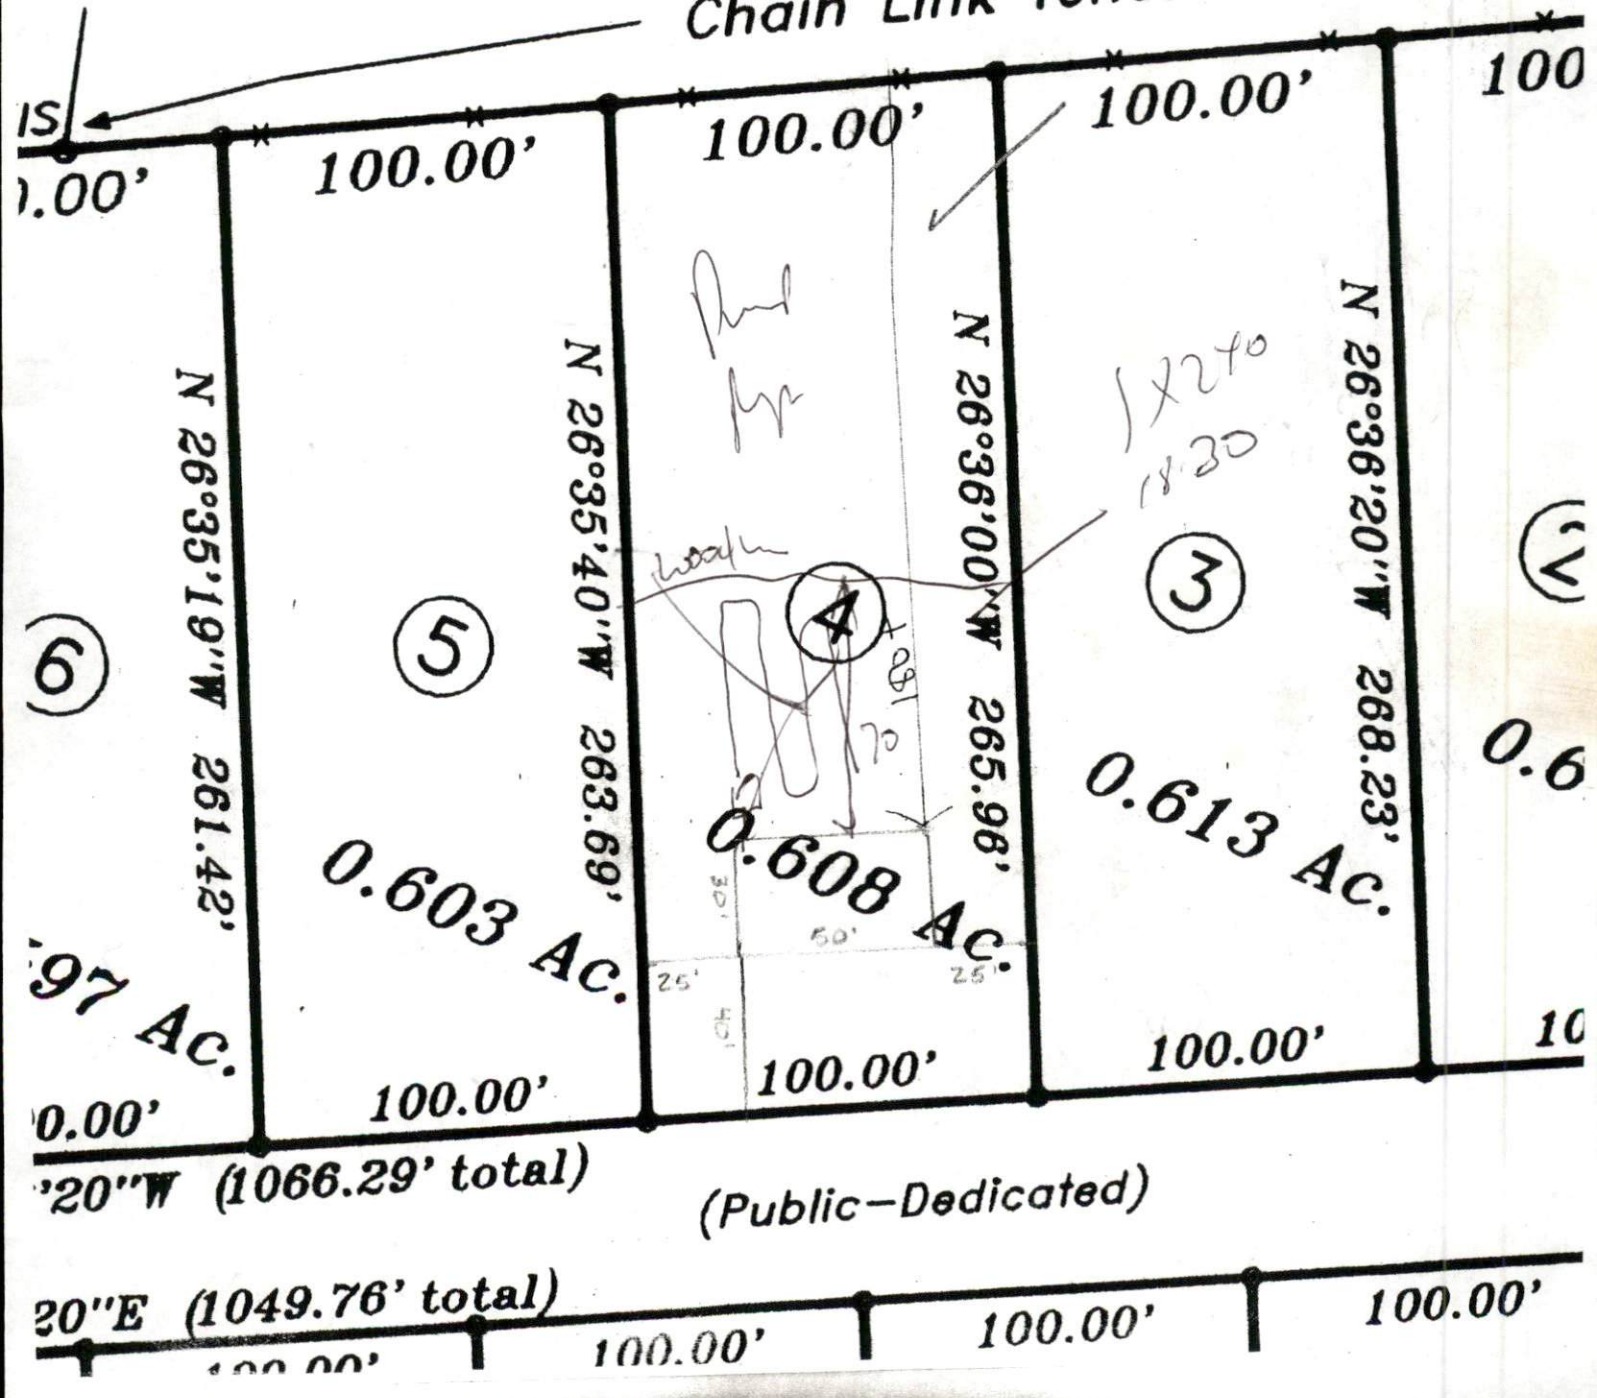 Chain Link
IS
.00'
100.00'
100.00'
100.00'
100
N 26°35'19"W 261.42'
N 26°35'40"W 263.69'
N 26°36'00"W 265.96'
N 26°36'20"W 268.23'
1 X 240
18.30
6
5
4
3
70
0.6
97 Ac.
0.603 Ac.
0.608 Ac.
0.613 Ac.
30'
50'
25'
25'
40'
0.00'
100.00'
100.00'
100.00'
10
'20"W (1066.29' total)
(Public-Dedicated)
20"E (1049.76' total)
100.00'
100.00'
100.00'
100.00'